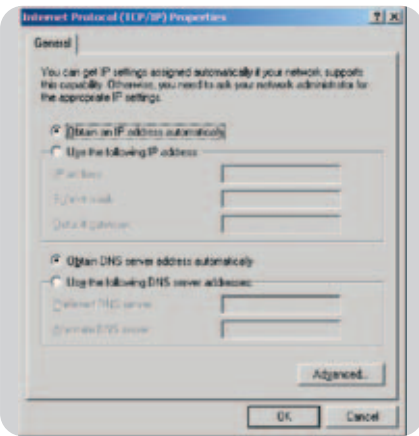 Internet Protocol (TCP/IP) Properties
General
You can get IP settings assigned automatically if your network supports
this capability. Otherwise, you need to ask your network administrator for
the appropriate IP settings.
Obtain an IP address automatically
Use the following IP address:
IP address:
Subnet mask:
Default gateway:
Obtain DNS server address automatically
Use the following DNS server addresses:
Preferred DNS server:
Alternate DNS server:
Advanced...
OK
Cancel